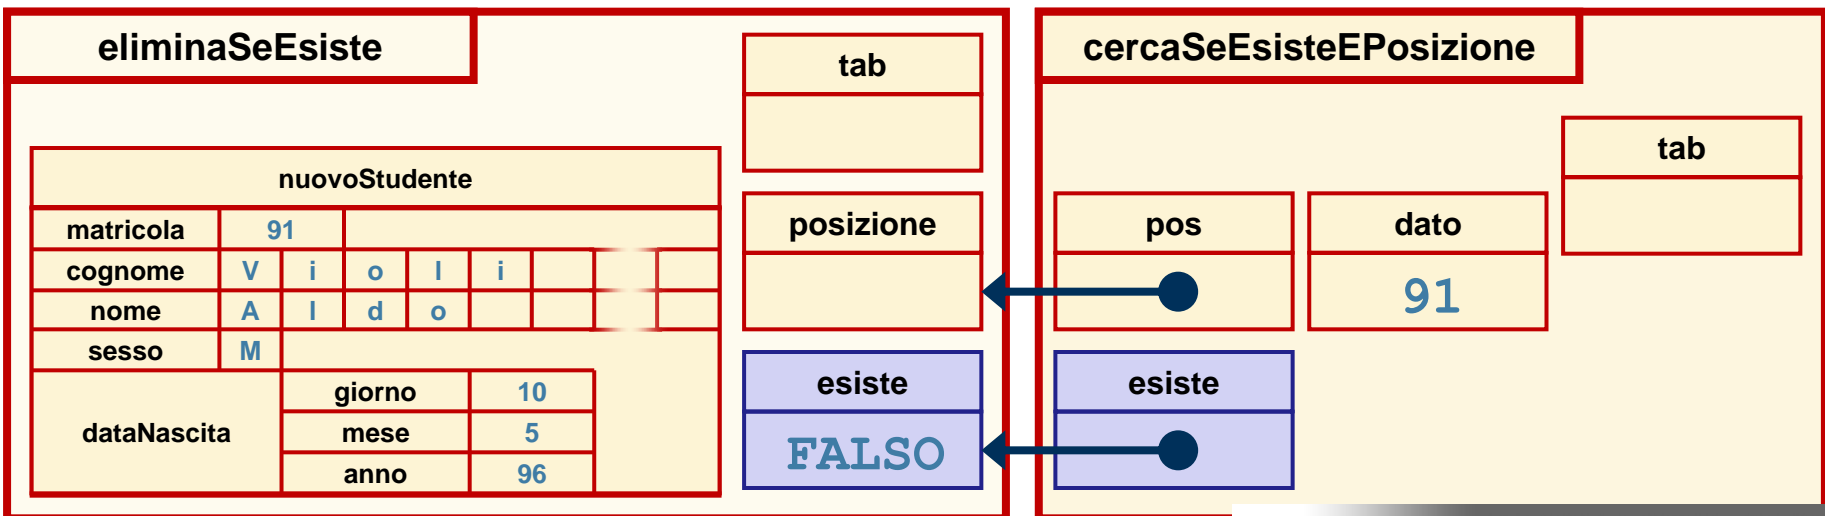 eliminaSeEsiste
tab
nuovoStudente
matricola 91
cognome V i o l i
nome A l d o
sesso M
dataNascita
giorno 10
mese 5
anno 96
posizione
esiste
FALSO
cercaSeEsisteEPosizione
tab
pos
dato
91
esiste